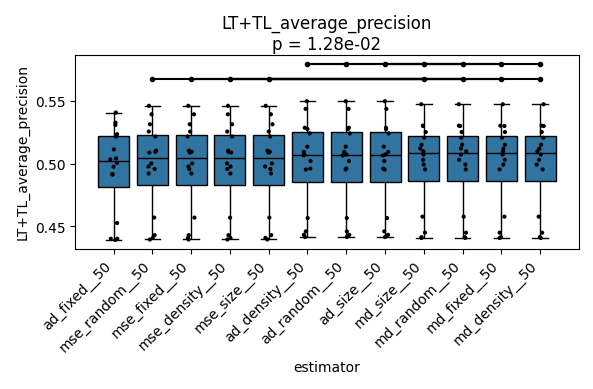 LT+TL_average_precision
p = 1.28e-02
LT+TL_average_precision
0.55
0.50
0.45
ad_fixed__50
mse_random__50
mse_fixed__50
mse_density__50
mse_size__50
ad_density__50
ad_random__50
ad_size__50
md_size__50
md_random__50
md_fixed__50
md_density__50
estimator